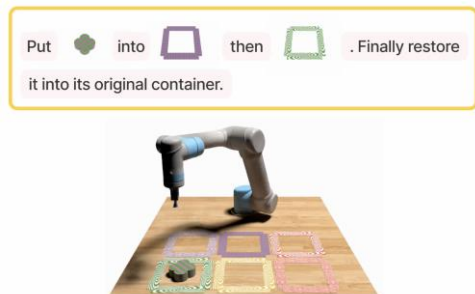 Put into then . Finally restore
it into its original container.